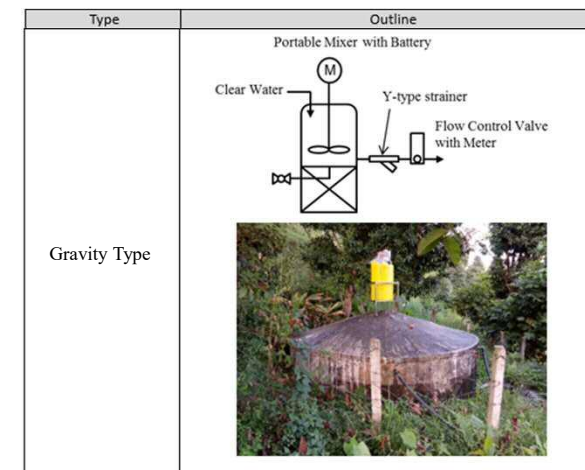 Type
Outline
Portable Mixer with Battery
M
Clear Water
Y-type strainer
Flow Control Valve
with Meter
Gravity Type